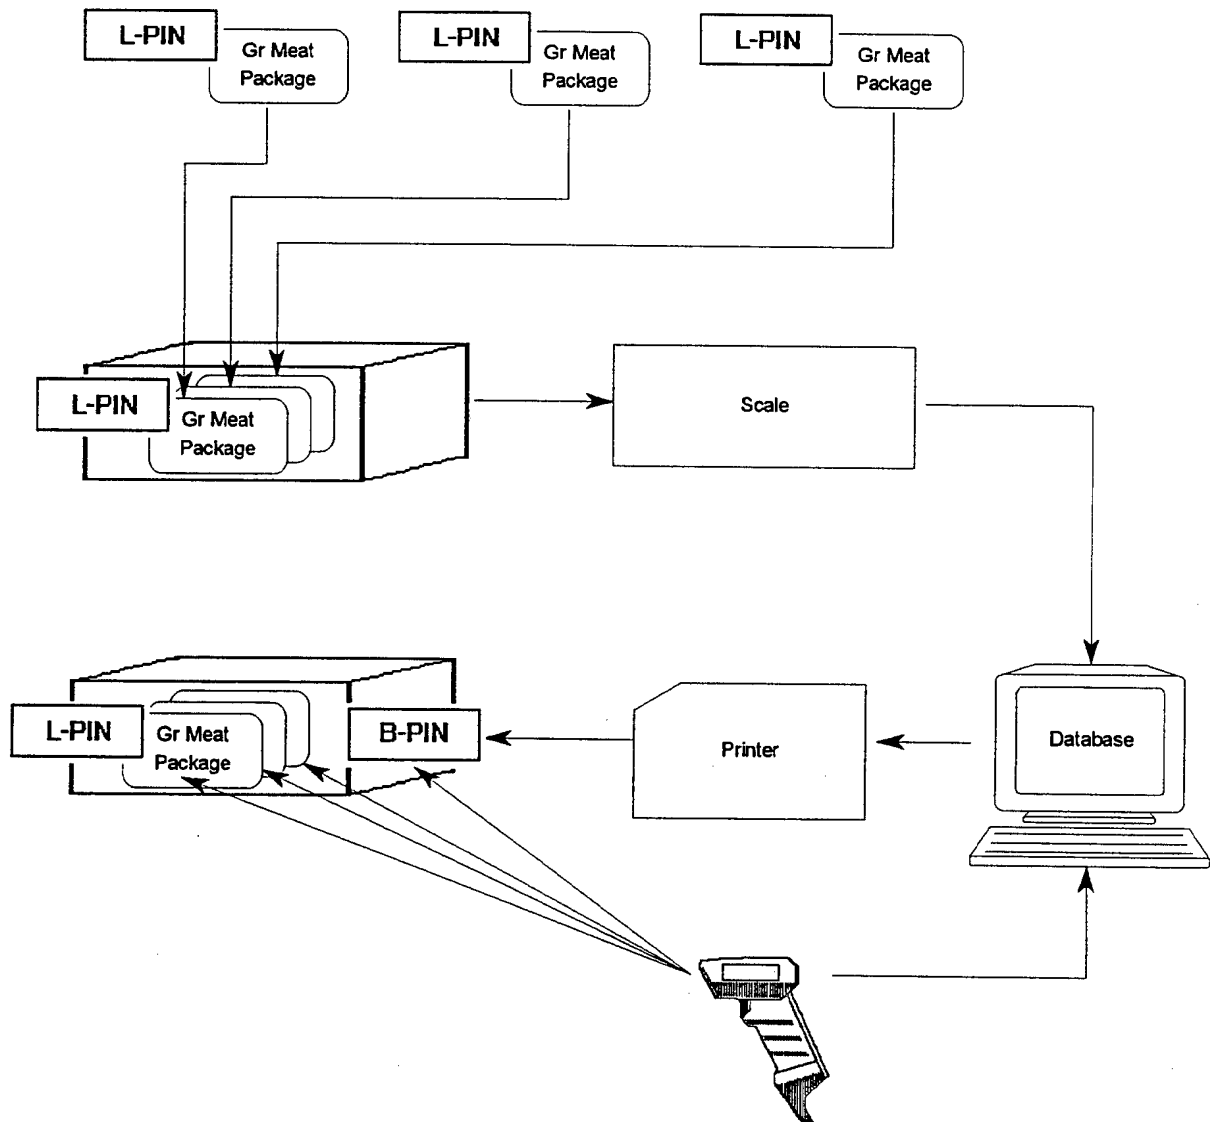 L-PIN
Gr Meat
Package
L-PIN
Gr Meat
Package
L-PIN
Gr Meat
Package
L-PIN
Gr Meat
Package
Scale
L-PIN
Gr Meat
Package
B-PIN
Printer
Database